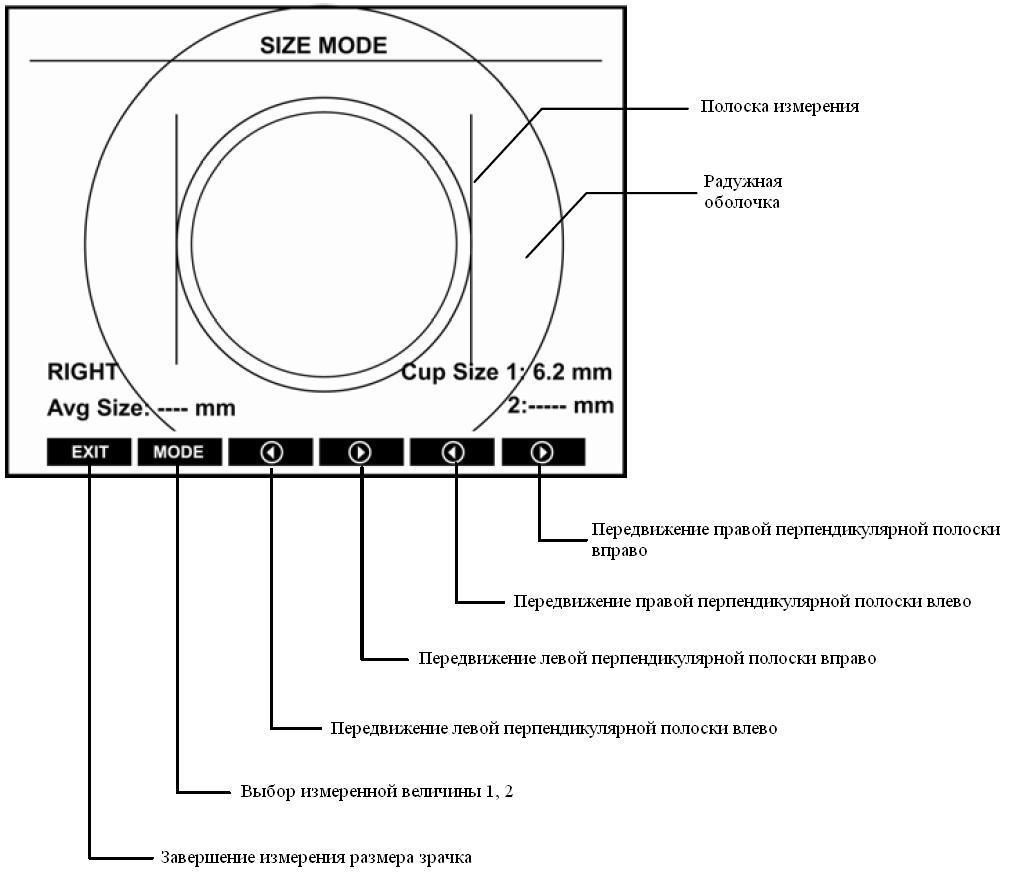 SIZE MODE
Полоска измерения
Радужная
оболочка
RIGHT
Cup Size 1: 6.2 mm
Avg Size: ---- mm
2:----- mm
EXIT MODE
Передвижение правой перпендикулярной полоски
вправо
Передвижение правой перпендикулярной полоски влево
Передвижение левой перпендикулярной полоски вправо
Передвижение левой перпендикулярной полоски влево
Выбор измеренной величины 1, 2
Завершение измерения размера зрачка